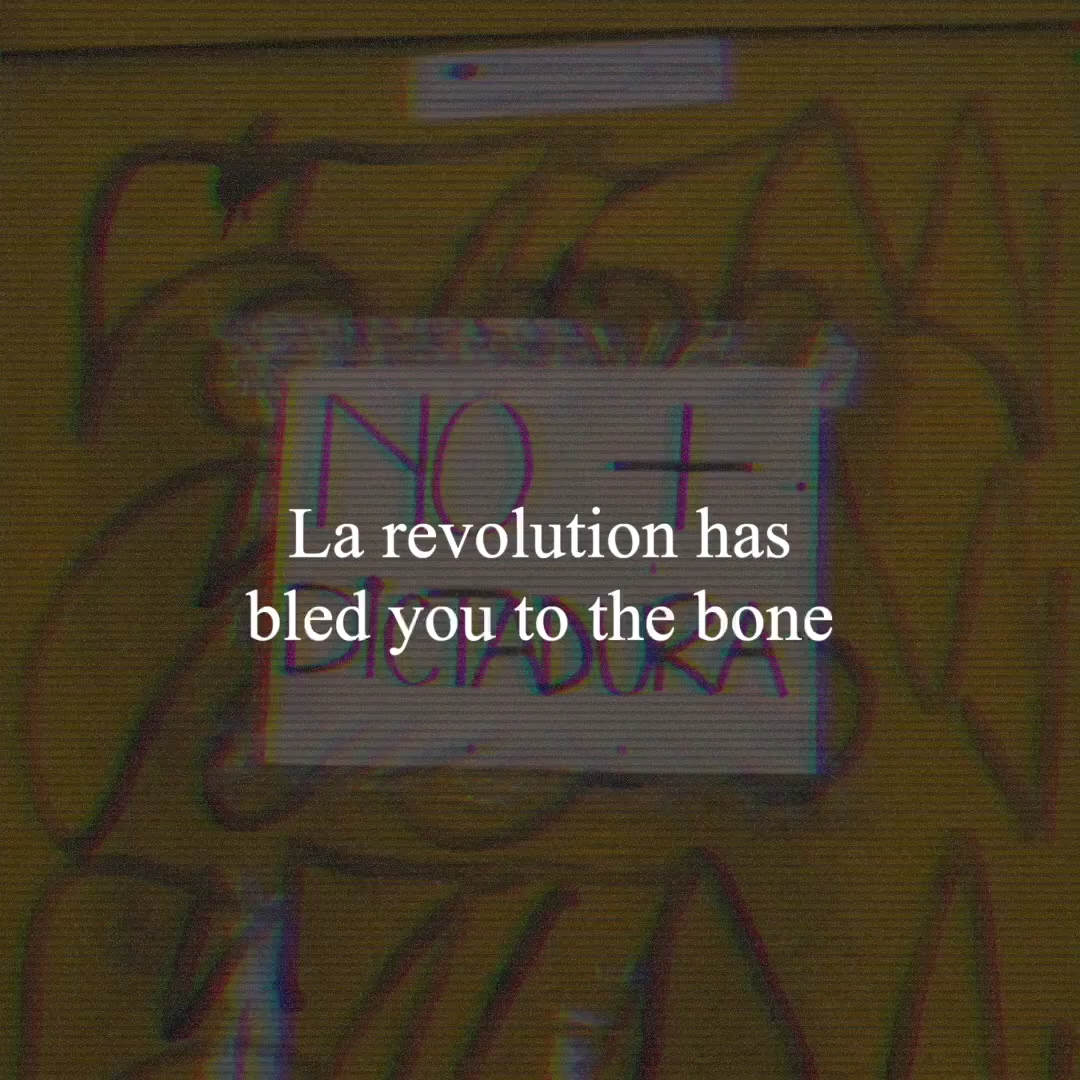 NO +
La revolution has
bled you to the bone
DiCTADURA